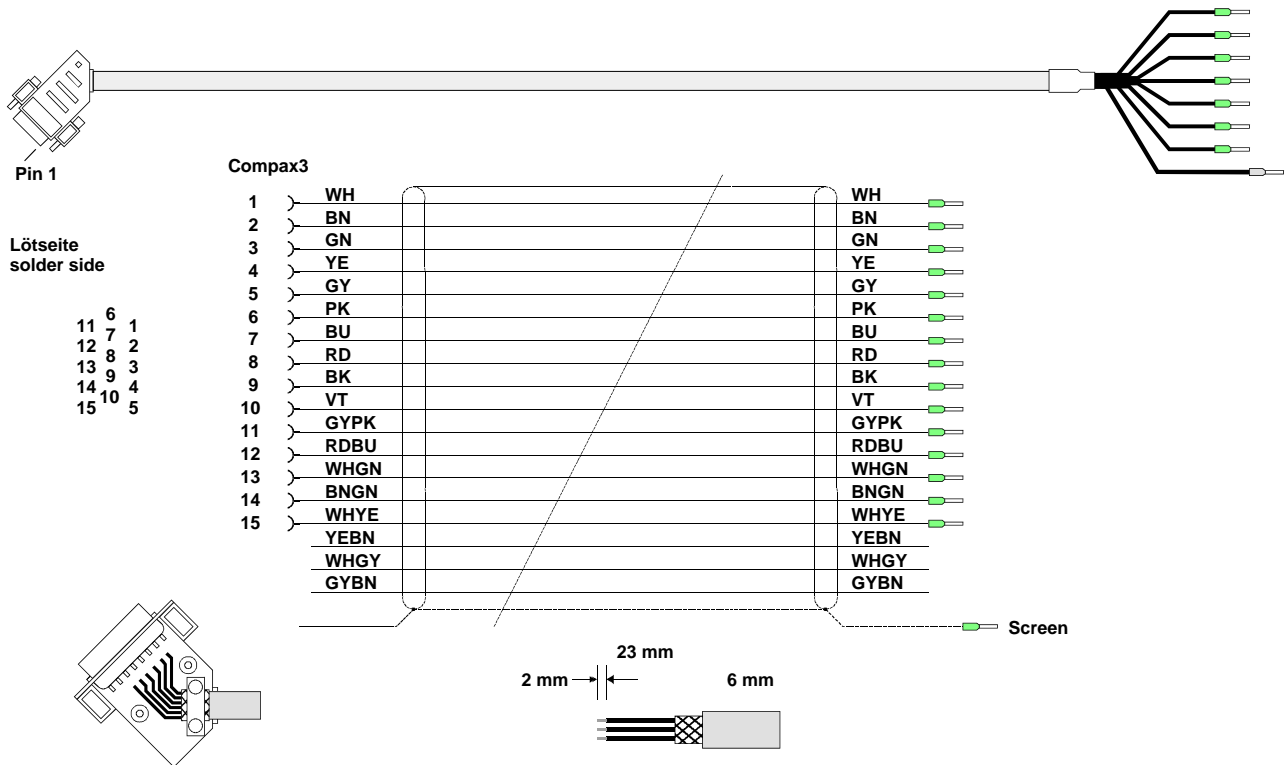 Pin 1
Compax3
Lötseite
solder side
6
11 1
7
12 2
8
13 3
9
14 4
10
15 5
1 WH WH
2 BN BN
3 GN GN
4 YE YE
5 GY GY
6 PK PK
7 BU BU
8 RD RD
9 BK BK
10 VT VT
11 GYPK GYPK
12 RDBU RDBU
13 WHGN WHGN
14 BNGN BNGN
15 WHYE WHYE
YEBN YEBN
WHGY WHGY
GYBN GYBN
Screen
23 mm
2 mm 6 mm